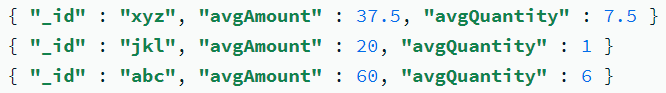 { "_id" : "xyz", "avgAmount" : 37.5, "avgQuantity" : 7.5 }
{ "_id" : "jkl", "avgAmount" : 20, "avgQuantity" : 1 }
{ "_id" : "abc", "avgAmount" : 60, "avgQuantity" : 6 }